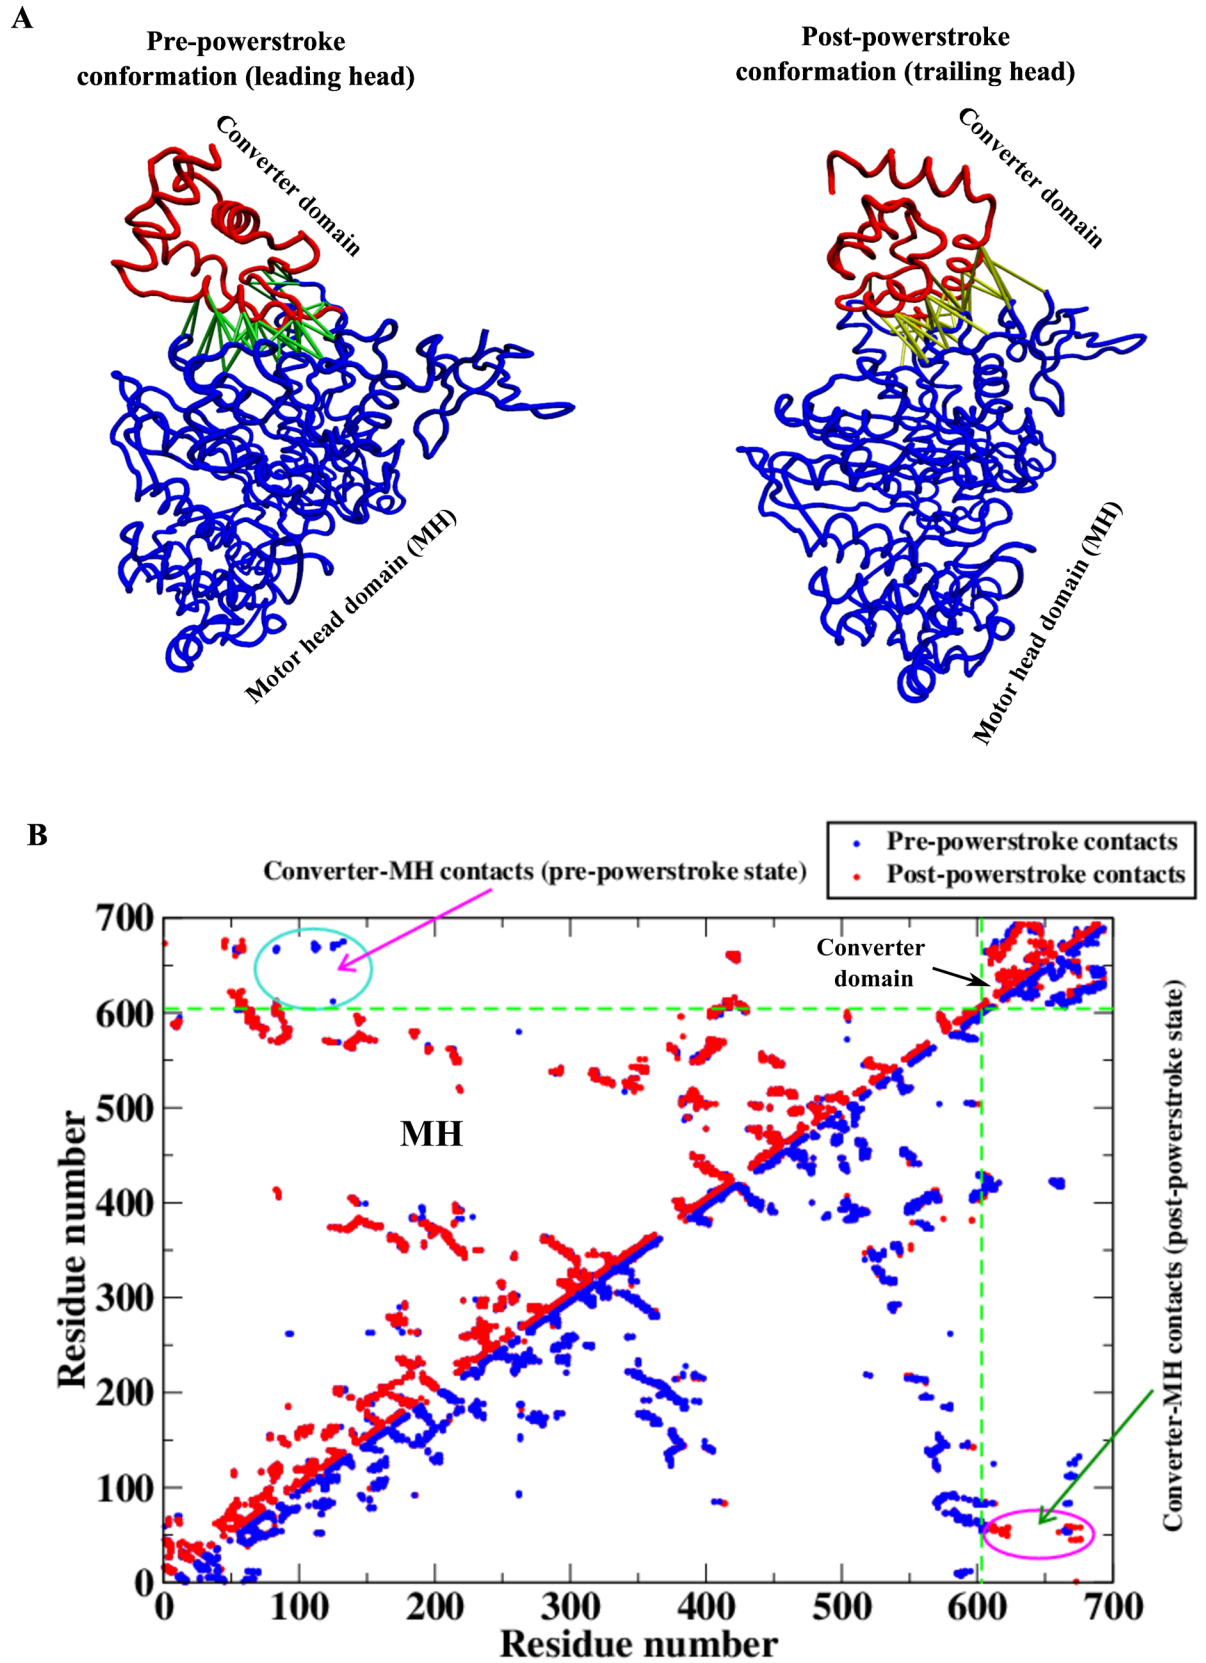 A
Pre-powerstroke
conformation (leading head)
Post-powerstroke
conformation (trailing head)
Converter domain
Converter domain
Motor head domain (MH)
Motor head domain (MH)
B
Pre-powerstroke contacts
Post-powerstroke contacts
Converter-MH contacts (pre-powerstroke state)
Converter
domain
MH
Converter-MH contacts (post-powerstroke state)
Residue number
700
600
500
400
300
200
100
0
0 100 200 300 400 500 600 700
Residue number